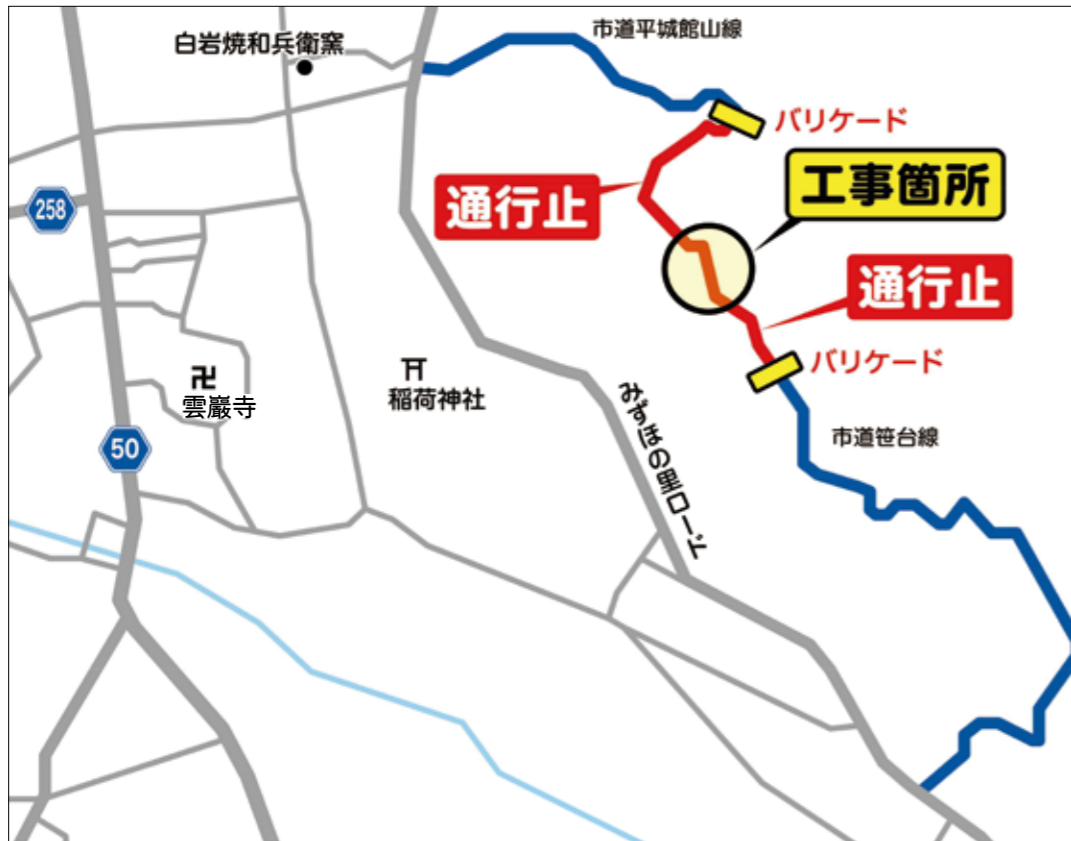 市道平城館山線
白岩焼和兵衛窯
バリケード
工事箇所
通行止
258
通行止
バリケード
稲荷神社
雲巖寺
みずほの里ロード
市道笹台線
50